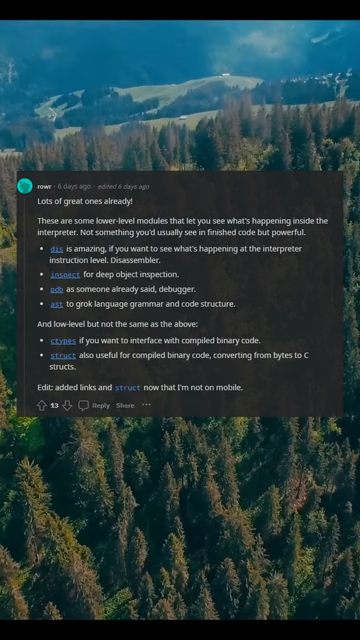 rowr · 6 days ago · edited 6 days ago
Lots of great ones already!
These are some lower-level modules that let you see what's happening inside the
interpreter. Not something you'd usually see in finished code but powerful.
• dis is amazing, if you want to see what's happening at the interpreter
instruction level. Disassembler.
• inspect for deep object inspection.
• pdb as someone already said, debugger.
• ast to grok language grammar and code structure.
And low-level but not the same as the above:
• ctypes if you want to interface with compiled binary code.
• struct also useful for compiled binary code, converting from bytes to C
structs.
Edit: added links and struct now that I'm not on mobile.
13 Reply Share ···